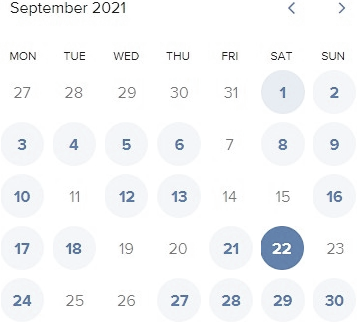 September 2021
MON TUE WED THU FRI SAT SUN
27 28 29 30 31 1 2
3 4 5 6 7 8 9
10 11 12 13 14 15 16
17 18 19 20 21 22 23
24 25 26 27 28 29 30